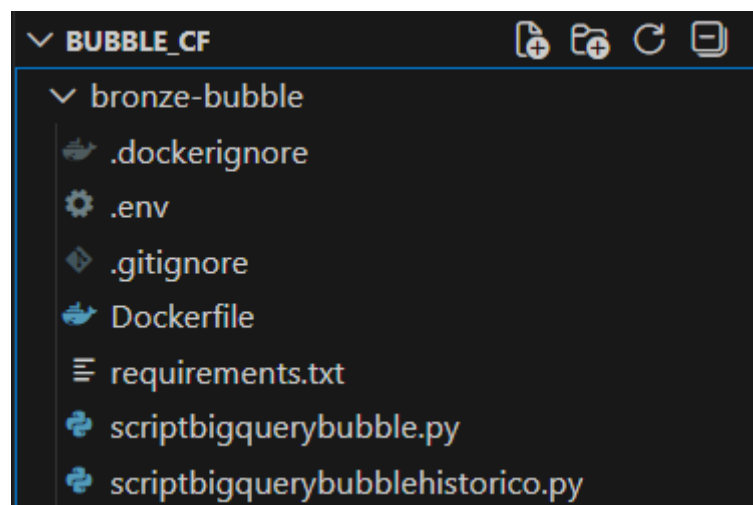 BUBBLE_CF
bronze-bubble
.dockerignore
.env
.gitignore
Dockerfile
requirements.txt
scriptbigquerybubble.py
scriptbigquerybubblehistorico.py